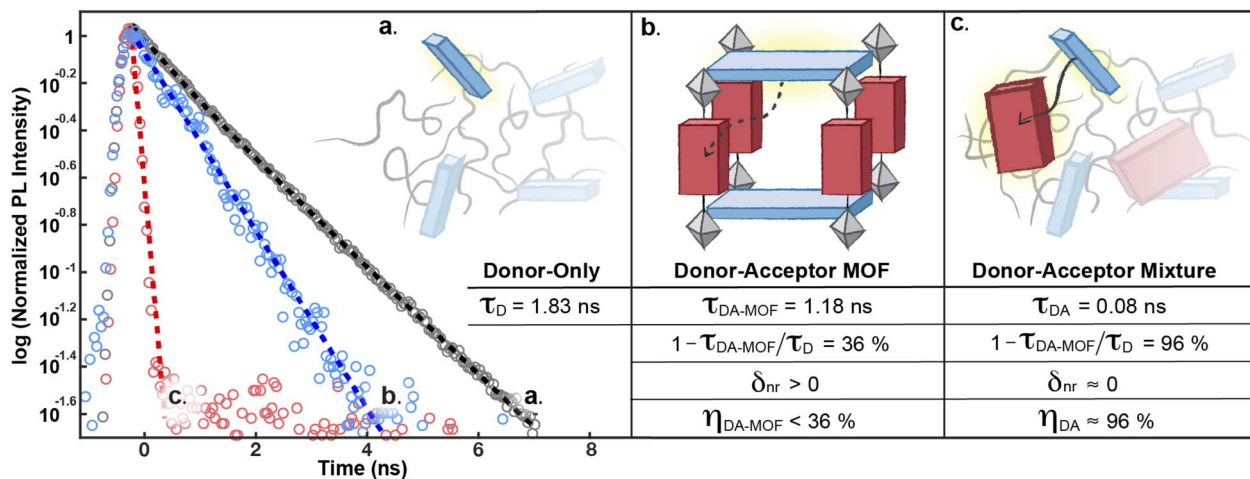 log (Normalized PL Intensity)
1
10^-0.2
10^-0.4
10^-0.6
10^-0.8
10^-1
10^-1.2
10^-1.4
10^-1.6
0
2
4
6
8
Time (ns)
c.
b.
a.
a.
Donor-Only
τD = 1.83 ns
b.
Donor-Acceptor MOF
τDA-MOF = 1.18 ns
1-τDA-MOF/τD = 36 %
δnr > 0
ηDA-MOF < 36 %
c.
Donor-Acceptor Mixture
τDA = 0.08 ns
1-τDA-MOF/τD = 96 %
δnr ≈ 0
ηDA ≈ 96 %